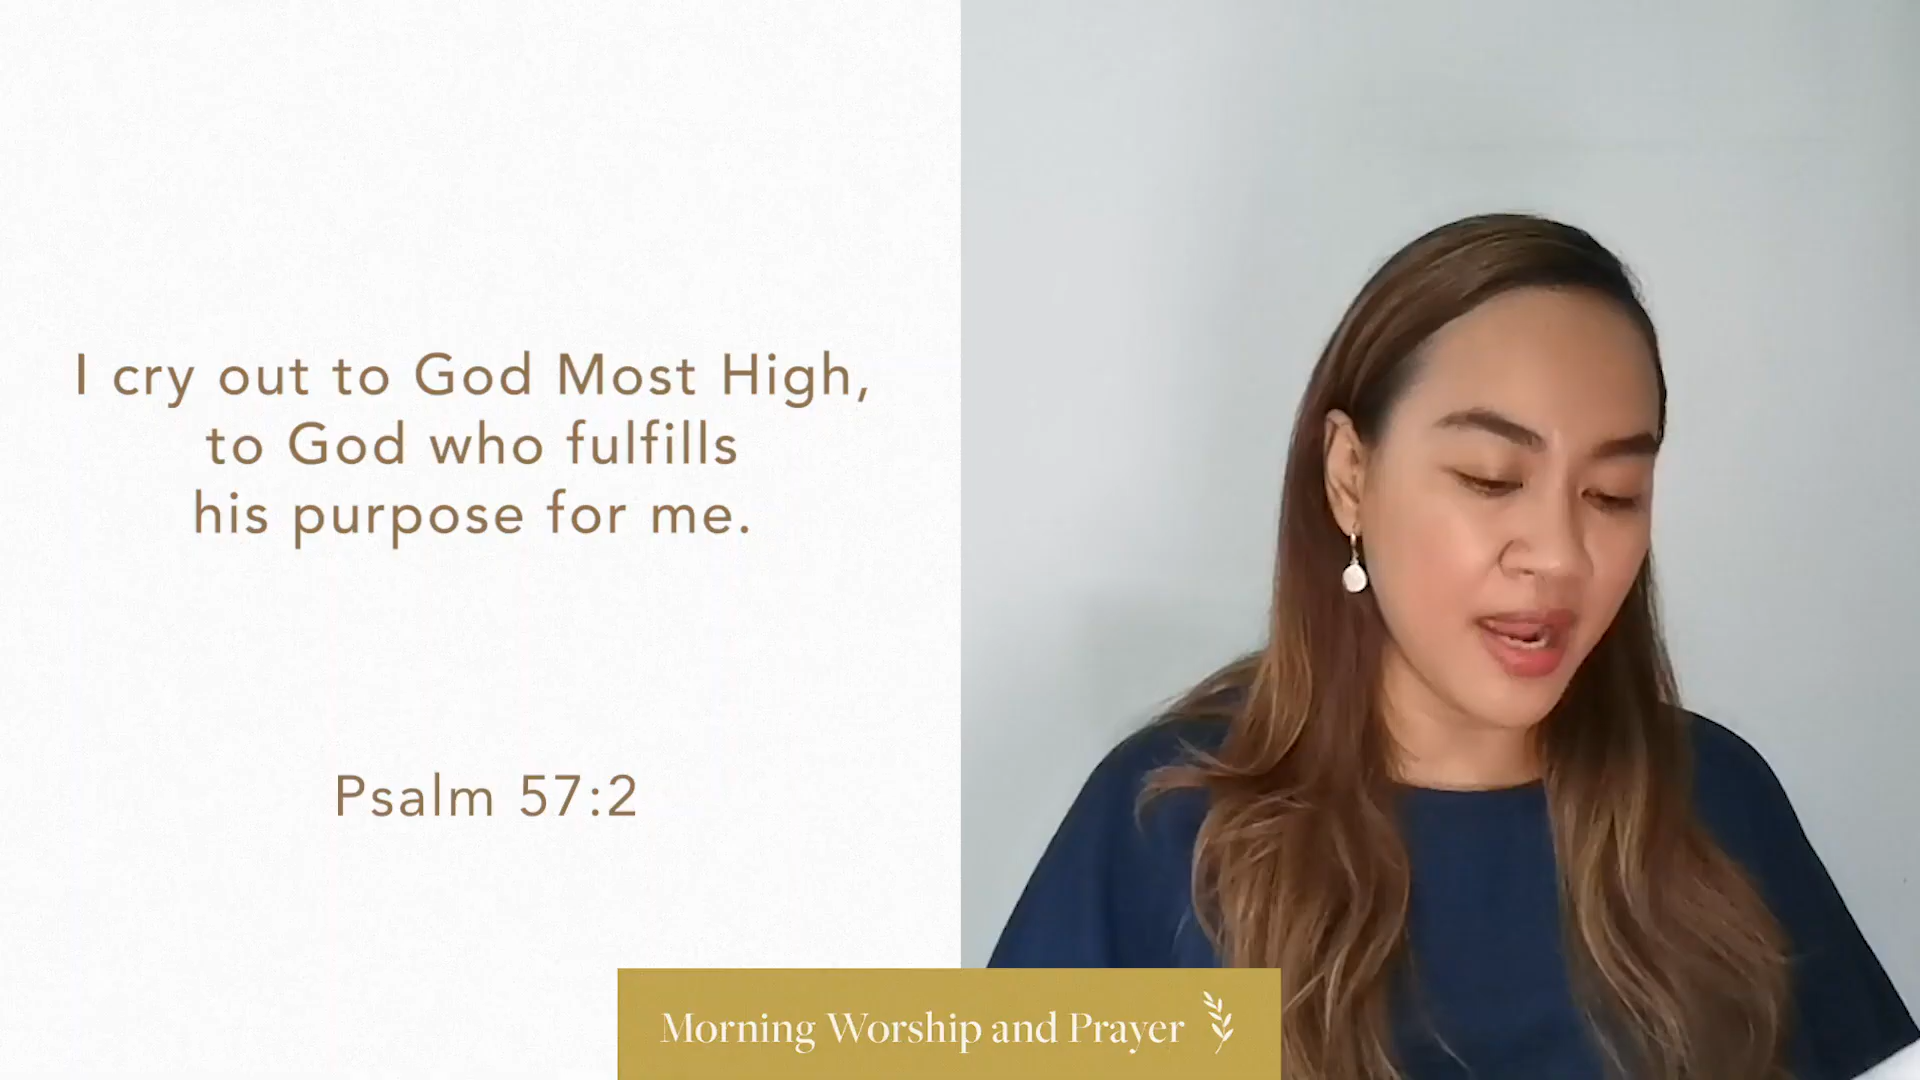 I cry out to God Most High,
to God who fulfills
his purpose for me.
Psalm 57:2
Morning Worship and Prayer